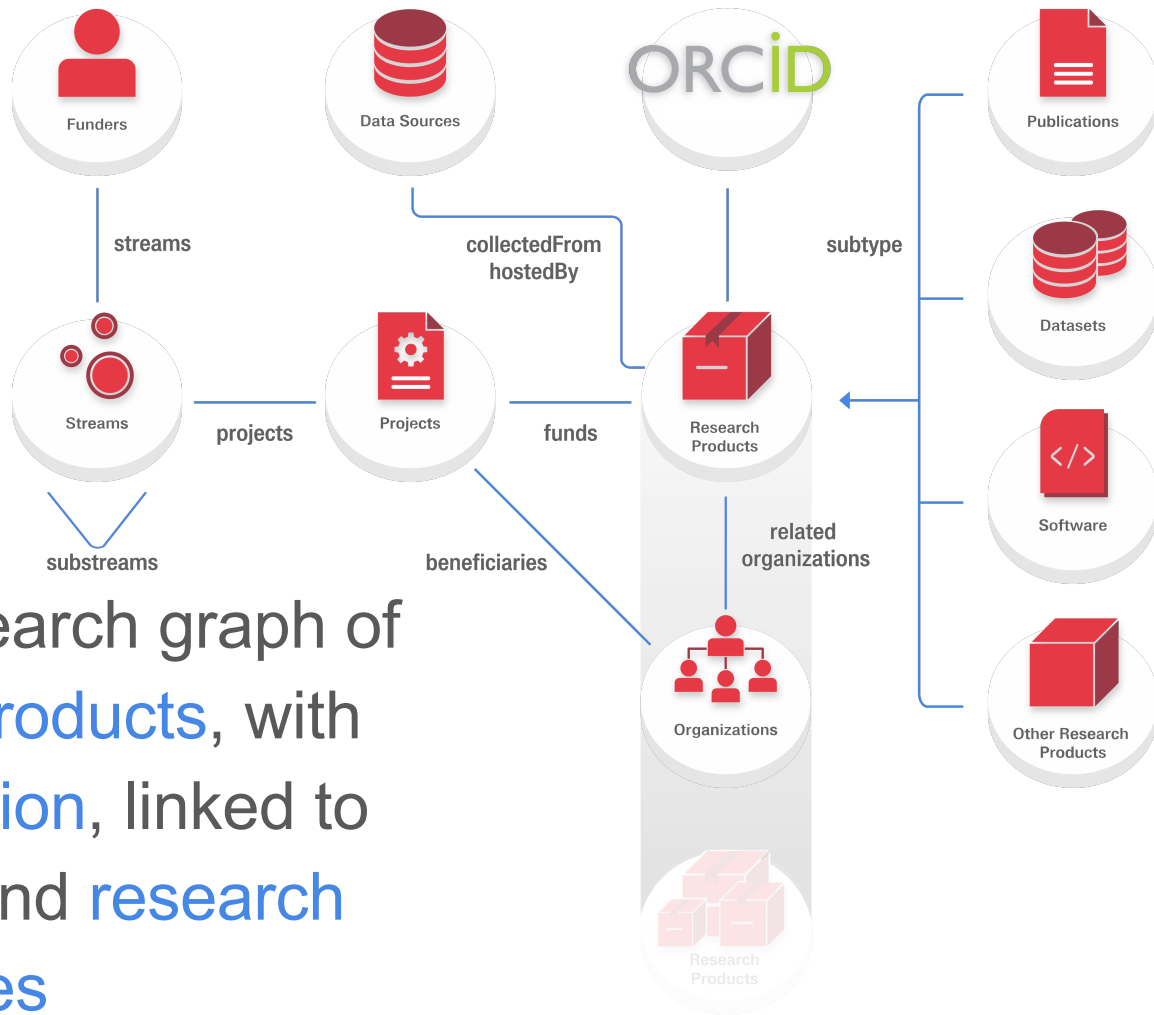 Funders
Data Sources
ORCiD
Publications
streams
collectedFrom
hostedBy
subtype
Datasets
Streams
projects
Projects
funds
Research
Products
Software
substreams
beneficiaries
related
organizations
Organizations
Other Research
Products
earch graph of
roducts, with
ion, linked to
nd research
es
Research
Products